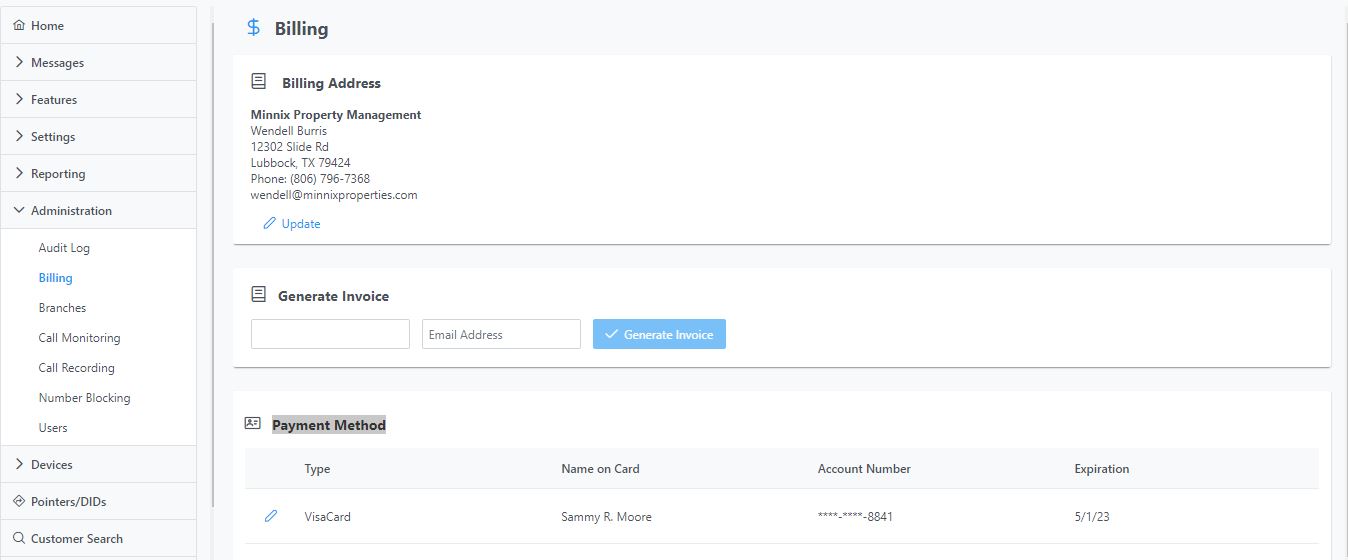 Home
Messages
Features
Settings
Reporting
Administration
Audit Log
Billing
Branches
Call Monitoring
Call Recording
Number Blocking
Users
Devices
Pointers/DIDs
Customer Search
Billing
Billing Address
Minnix Property Management
Wendell Burris
12302 Slide Rd
Lubbock, TX 79424
Phone: (806) 796-7368
wendell@minnixproperties.com
Update
Generate Invoice
Email Address Generate Invoice
Payment Method
Type Name on Card Account Number Expiration
VisaCard Sammy R. Moore ****-****-8841 5/1/23